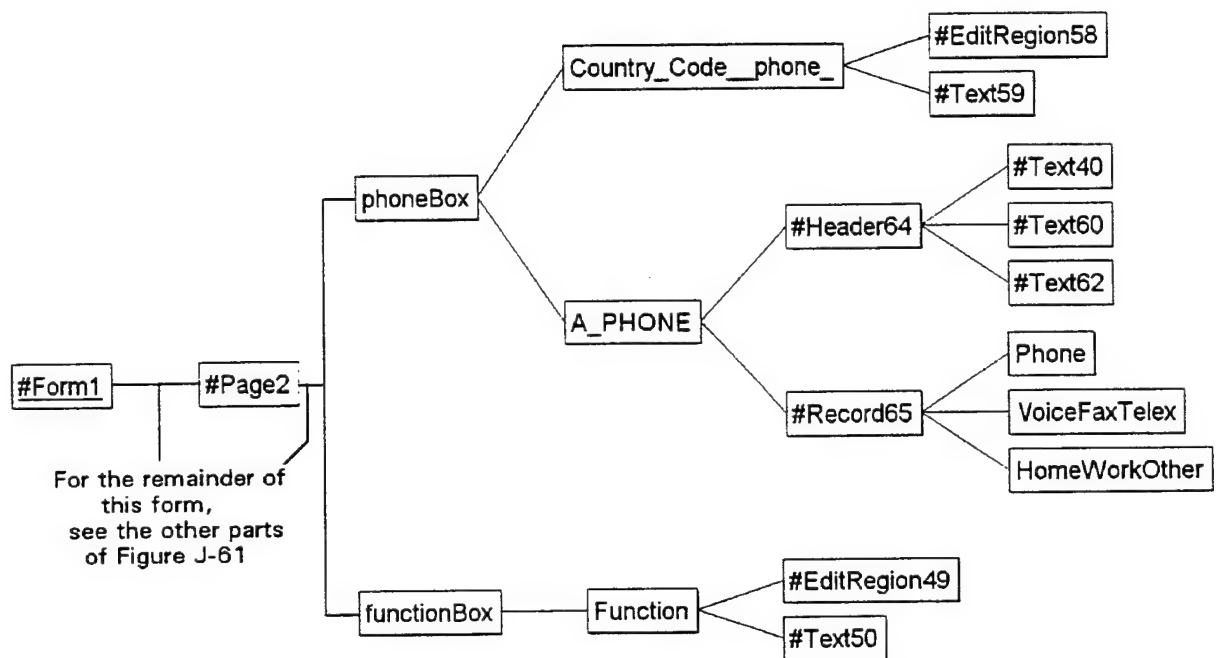 #EditRegion58
Country_Code__phone_
#Text59
#Text40
phoneBox
#Header64
#Text60
#Text62
A_PHONE
Phone
#Form1
#Page2
#Record65
VoiceFaxTelex
HomeWorkOther
For the remainder of
this form,
see the other parts
of Figure J-61
#EditRegion49
functionBox
Function
#Text50